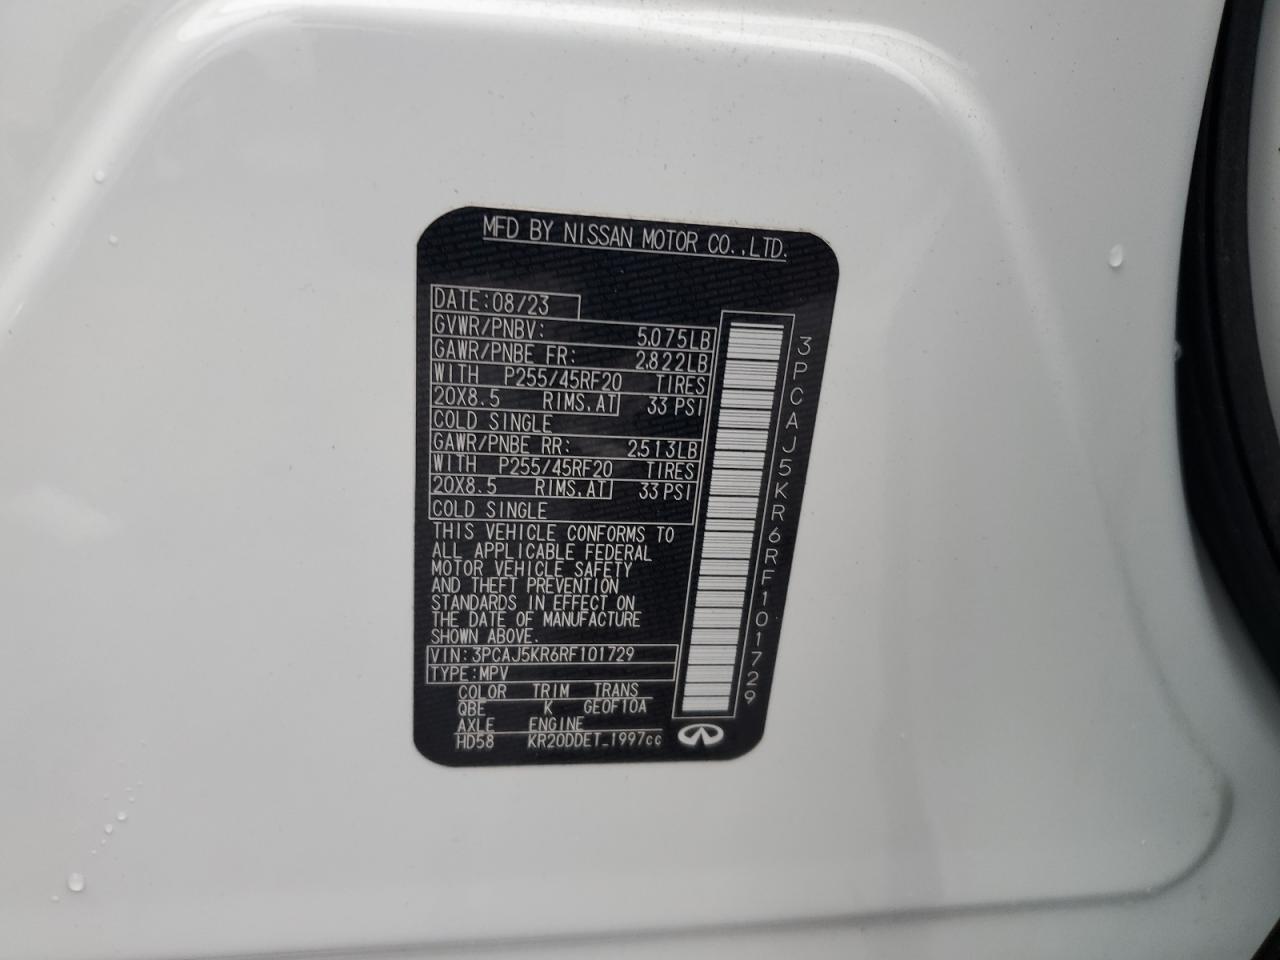 MFD BY NISSAN MOTOR CO.,LTD.
DATE:08/23
GVWR/PNBV: 5,075LB
GAWR/PNBE FR: 2,822LB
WITH P255/45RF20 TIRES
20X8.5 RIMS,AT 33 PSI
COLD SINGLE
GAWR/PNBE RR: 2,513LB
WITH P255/45RF20 TIRES
20X8.5 RIMS,AT 33 PSI
COLD SINGLE
THIS VEHICLE CONFORMS TO
ALL APPLICABLE FEDERAL
MOTOR VEHICLE SAFETY
AND THEFT PREVENTION
STANDARDS IN EFFECT ON
THE DATE OF MANUFACTURE
SHOWN ABOVE.
VIN:3PCAJ5KR6RF101729
TYPE:MPV
COLOR TRIM TRANS
QBE K GEOF10A
AXLE ENGINE
HD58 KR20DDET_1997cc
3PCAJ5KR6RF101729